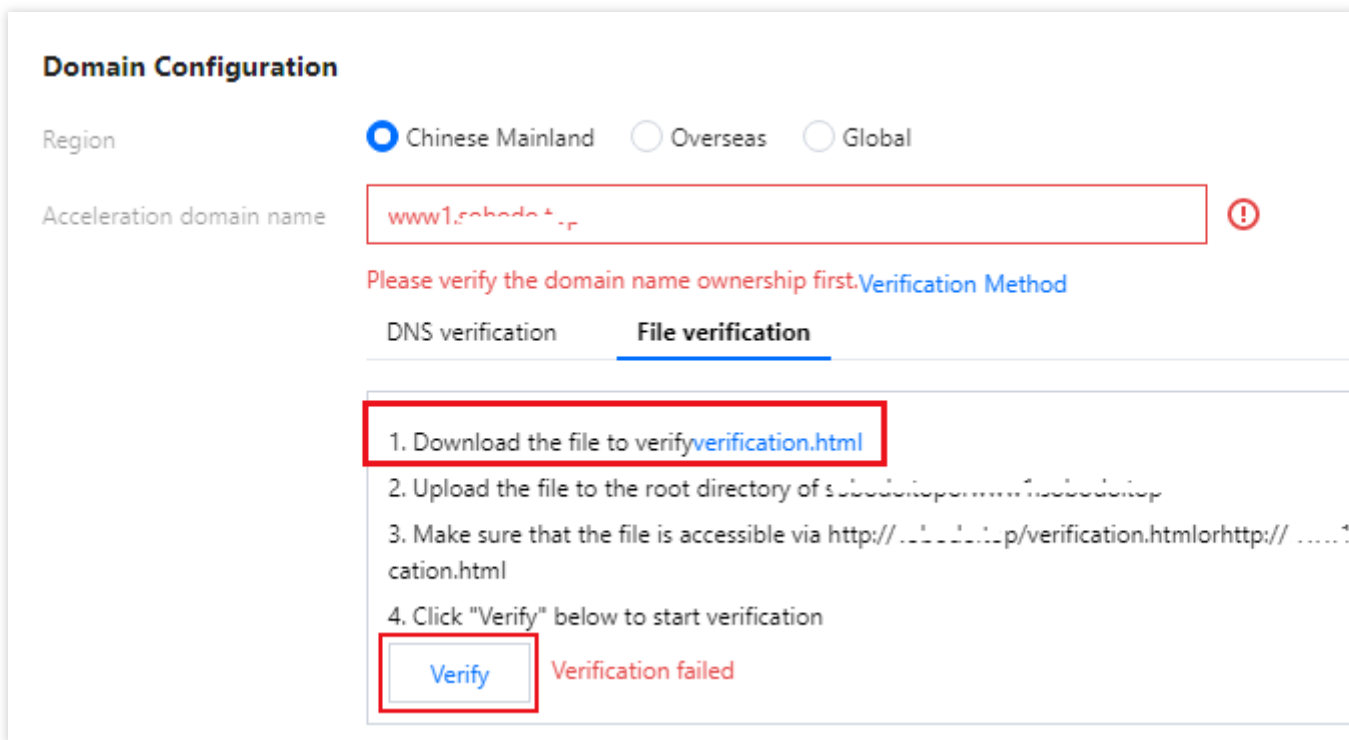 Domain Configuration
Region Chinese Mainland Overseas Global
Acceleration domain name www1.
Please verify the domain name ownership first.Verification Method
DNS verification File verification
1. Download the file to verifyverification.html
2. Upload the file to the root directory of
3. Make sure that the file is accessible via http:// p/verification.htmlorhttp://
cation.html
4. Click "Verify" below to start verification
Verify Verification failed